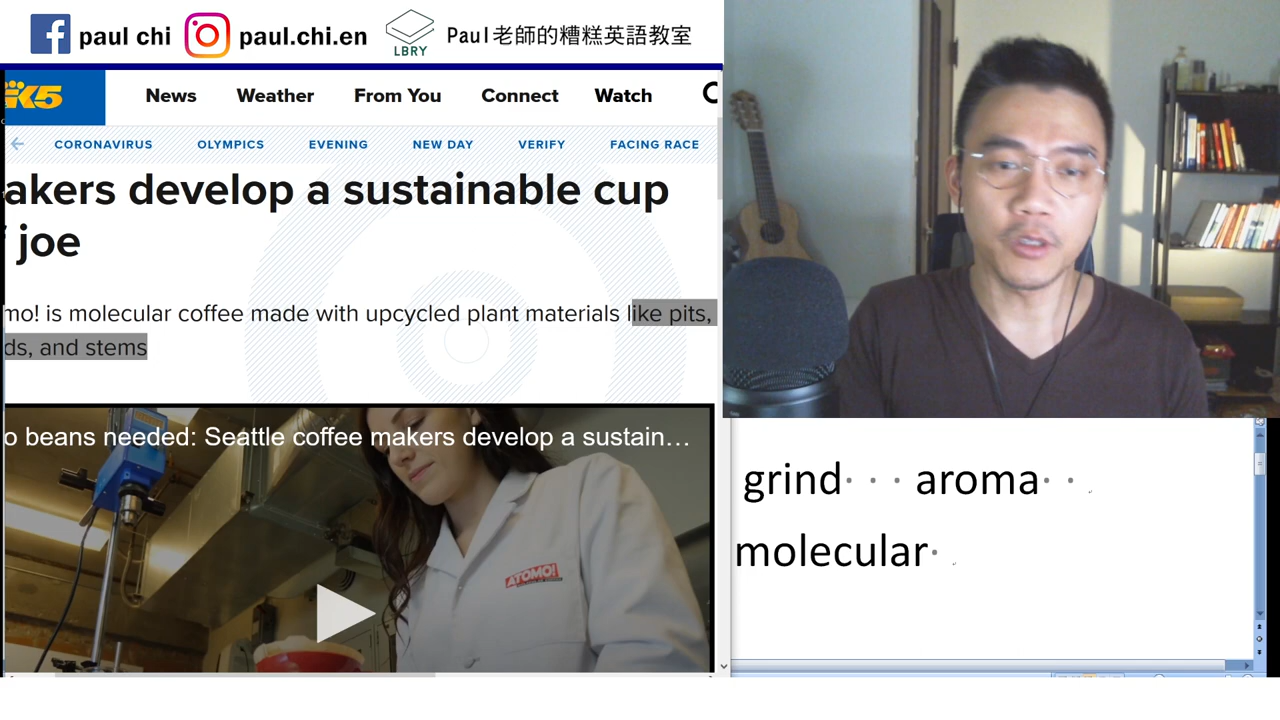 paul chi
paul.chi.en
LBRY
Paul老師的糟糕英語教室
K5
News Weather From You Connect Watch
CORONAVIRUS OLYMPICS EVENING NEW DAY VERIFY FACING RACE
akers develop a sustainable cup
joe
mo! is molecular coffee made with upcycled plant materials like pits,
ds, and stems
o beans needed: Seattle coffee makers develop a sustain…
ATOMO!
grind aroma
molecular